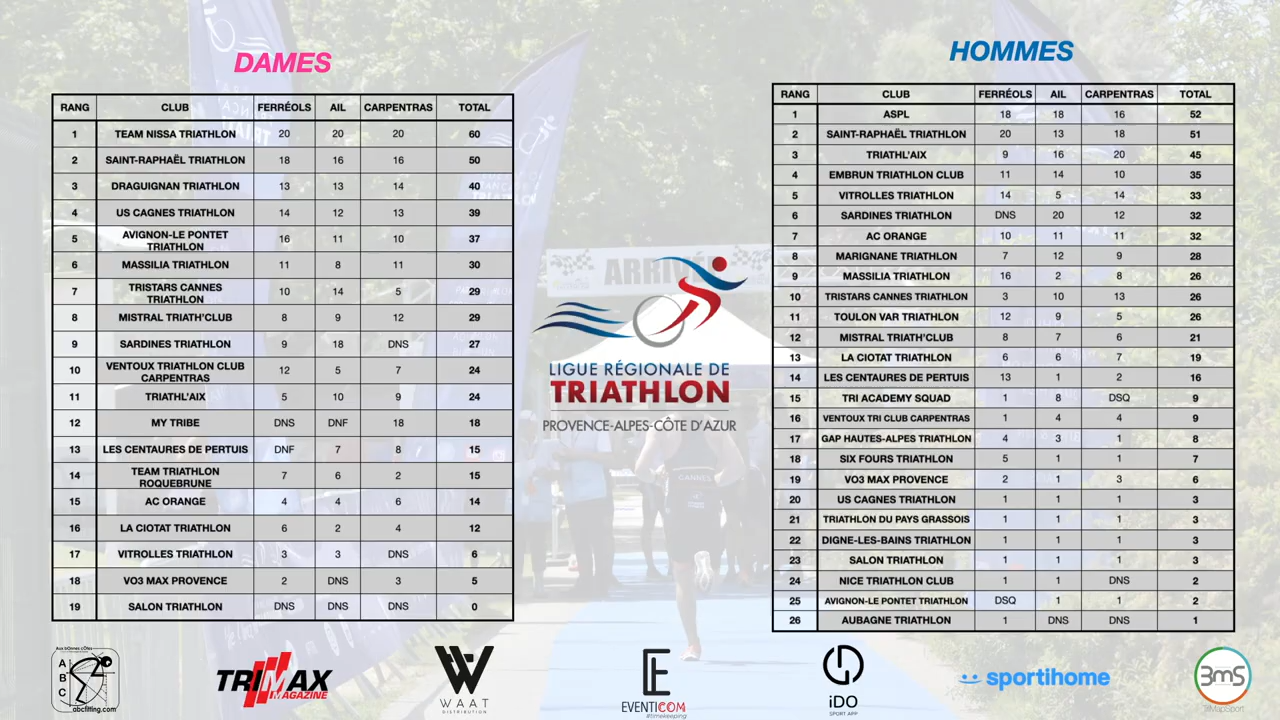 DAMES
RANG CLUB FERRÉOLS AIL CARPENTRAS TOTAL
1 TEAM NISSA TRIATHLON 20 20 20 60
2 SAINT-RAPHAËL TRIATHLON 18 16 16 50
3 DRAGUIGNAN TRIATHLON 13 13 14 40
4 US CAGNES TRIATHLON 14 12 13 39
5 AVIGNON-LE PONTET TRIATHLON 16 11 10 37
6 MASSILIA TRIATHLON 11 8 11 30
7 TRISTARS CANNES TRIATHLON 10 14 5 29
8 MISTRAL TRIATH'CLUB 8 9 12 29
9 SARDINES TRIATHLON 9 18 DNS 27
10 VENTOUX TRIATHLON CLUB CARPENTRAS 12 5 7 24
11 TRIATHL'AIX 5 10 9 24
12 MY TRIBE DNS DNF 18 18
13 LES CENTAURES DE PERTUIS DNF 7 8 15
14 TEAM TRIATHLON ROQUEBRUNE 7 6 2 15
15 AC ORANGE 4 4 6 14
16 LA CIOTAT TRIATHLON 6 2 4 12
17 VITROLLES TRIATHLON 3 3 DNS 6
18 VO3 MAX PROVENCE 2 DNS 3 5
19 SALON TRIATHLON DNS DNS DNS 0
ARRIVÉE
LIGUE RÉGIONALE DE
TRIATHLON
PROVENCE-ALPES-CÔTE D'AZUR
CANNES
HOMMES
RANG CLUB FERRÉOLS AIL CARPENTRAS TOTAL
1 ASPL 18 18 16 52
2 SAINT-RAPHAËL TRIATHLON 20 13 18 51
3 TRIATHL'AIX 9 16 20 45
4 EMBRUN TRIATHLON CLUB 11 14 10 35
5 VITROLLES TRIATHLON 14 5 14 33
6 SARDINES TRIATHLON DNS 20 12 32
7 AC ORANGE 10 11 11 32
8 MARIGNANE TRIATHLON 7 12 9 28
9 MASSILIA TRIATHLON 16 2 8 26
10 TRISTARS CANNES TRIATHLON 3 10 13 26
11 TOULON VAR TRIATHLON 12 9 5 26
12 MISTRAL TRIATH'CLUB 8 7 6 21
13 LA CIOTAT TRIATHLON 6 6 7 19
14 LES CENTAURES DE PERTUIS 13 1 2 16
15 TRI ACADEMY SQUAD 1 8 DSQ 9
16 VENTOUX TRI CLUB CARPENTRAS 1 4 4 9
17 GAP HAUTES-ALPES TRIATHLON 4 3 1 8
18 SIX FOURS TRIATHLON 5 1 1 7
19 VO3 MAX PROVENCE 2 1 3 6
20 US CAGNES TRIATHLON 1 1 1 3
21 TRIATHLON DU PAYS GRASSOIS 1 1 1 3
22 DIGNE-LES-BAINS TRIATHLON 1 1 1 3
23 SALON TRIATHLON 1 1 1 3
24 NICE TRIATHLON CLUB 1 1 DNS 2
25 AVIGNON-LE PONTET TRIATHLON DSQ 1 1 2
26 AUBAGNE TRIATHLON 1 DNS DNS 1
Aux bOnnes cOtes
ABC
abcfitting.com
TRIMAX
MAGAZINE
WAAT
DISTRIBUTION
EVENTICOM
#timekeeping
iDO
SPORT APP
sportihome
3mS
TriMapSport